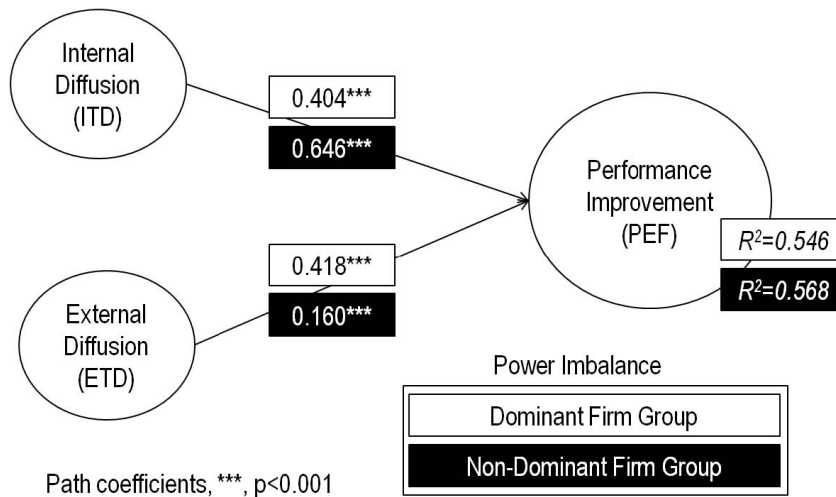 Internal
Diffusion
(ITD)
0.404***
0.646***
Performance
Improvement
(PEF)
R²=0.546
R²=0.568
0.418***
0.160***
External
Diffusion
(ETD)
Power Imbalance
Dominant Firm Group
Non-Dominant Firm Group
Path coefficients, ***, p<0.001